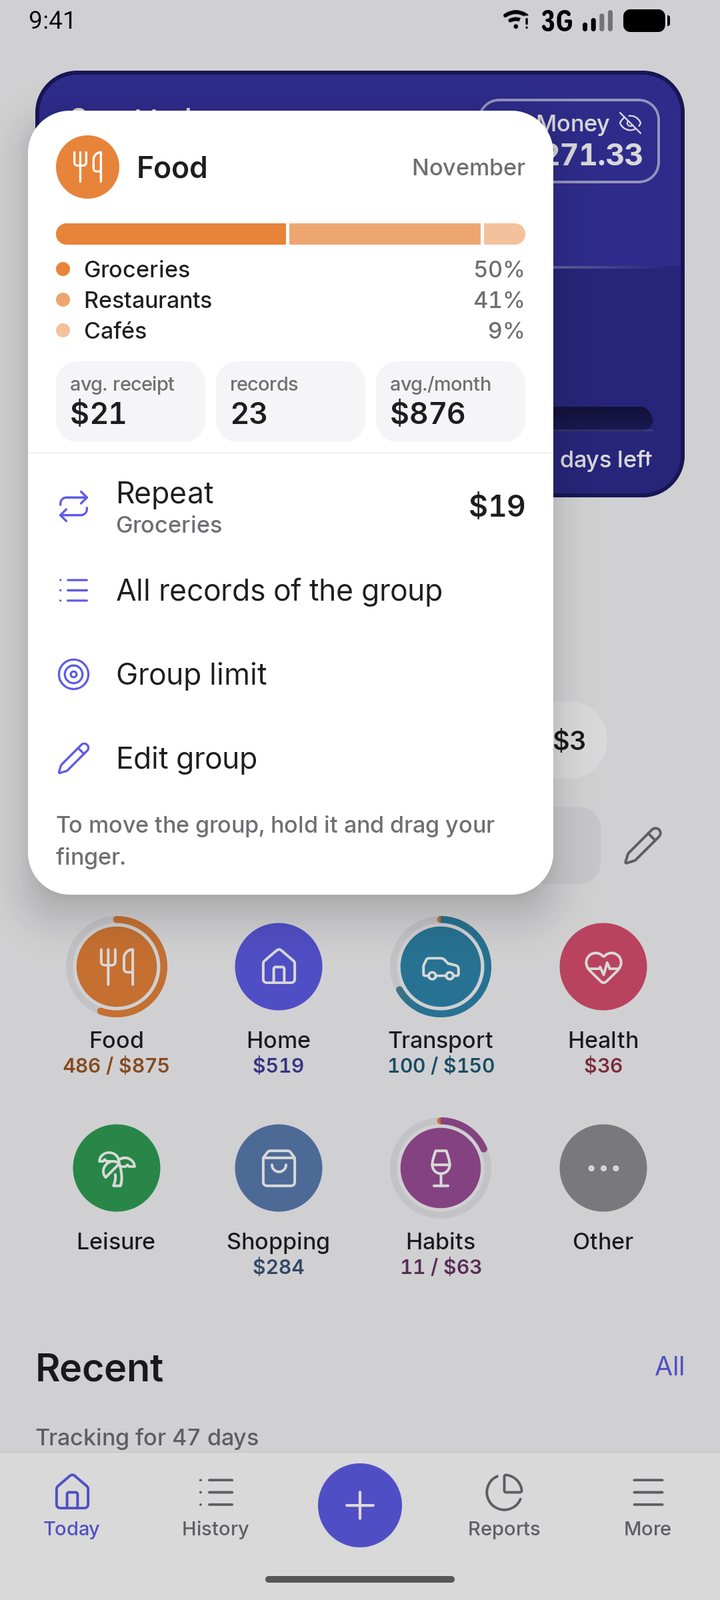 9:41
3G
Money
271.33
Food
November
Groceries 50%
Restaurants 41%
Cafés 9%
avg. receipt
$21
records
23
avg./month
$876
days left
Repeat
Groceries
$19
All records of the group
Group limit
$3
Edit group
To move the group, hold it and drag your
finger.
Food
486 / $875
Home
$519
Transport
100 / $150
Health
$36
Leisure
Shopping
$284
Habits
11 / $63
Other
Recent
All
Tracking for 47 days
Today
History
Reports
More